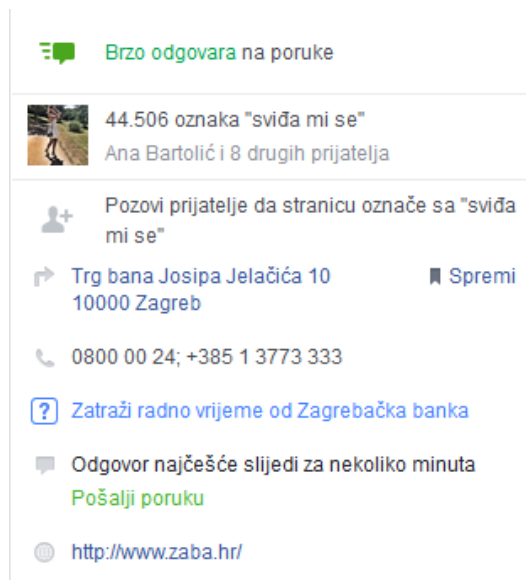 Brzo odgovara na poruke
44.506 oznaka "sviđa mi se"
Ana Bartolić i 8 drugih prijatelja
Pozovi prijatelje da stranicu označe sa "sviđa
mi se"
Trg bana Josipa Jelačića 10 Spremi
10000 Zagreb
0800 00 24; +385 1 3773 333
Zatraži radno vrijeme od Zagrebačka banka
Odgovor najčešće slijedi za nekoliko minuta
Pošalji poruku
http://www.zaba.hr/